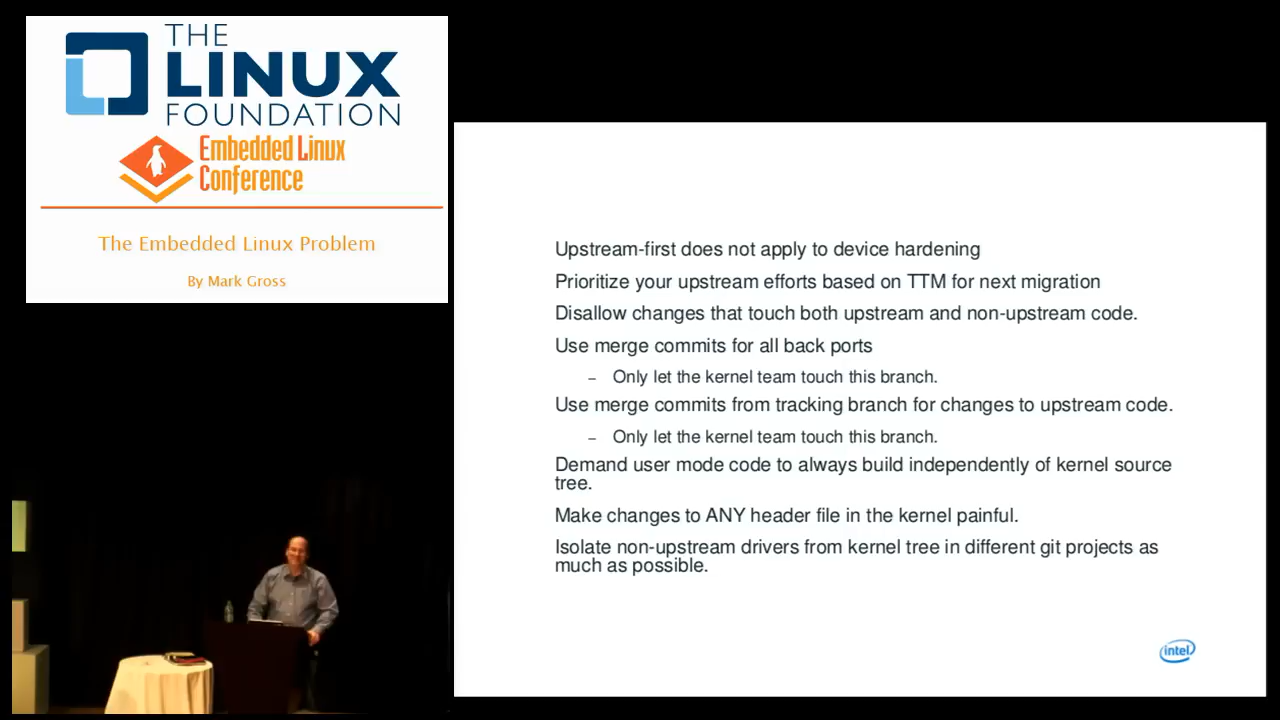 THE
LINUX
FOUNDATION
Embedded Linux
Conference
The Embedded Linux Problem
By Mark Gross
Upstream-first does not apply to device hardening
Prioritize your upstream efforts based on TTM for next migration
Disallow changes that touch both upstream and non-upstream code.
Use merge commits for all back ports
– Only let the kernel team touch this branch.
Use merge commits from tracking branch for changes to upstream code.
– Only let the kernel team touch this branch.
Demand user mode code to always build independently of kernel source
tree.
Make changes to ANY header file in the kernel painful.
Isolate non-upstream drivers from kernel tree in different git projects as
much as possible.
intel